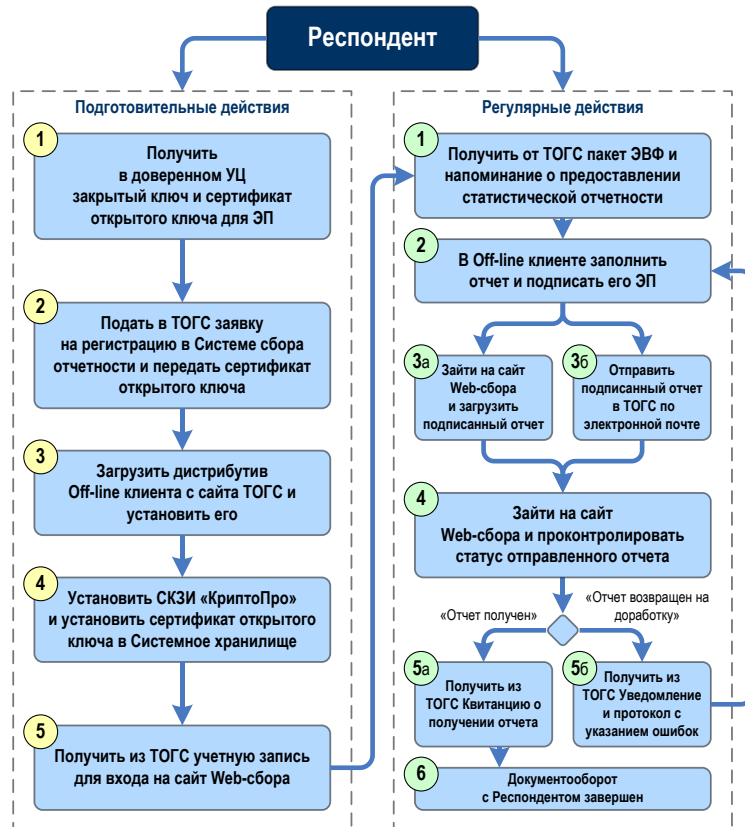 Респондент
Подготовительные действия
1
Получить
в доверенном УЦ
закрытый ключ и сертификат
открытого ключа для ЭП
2
Подать в ТОГС заявку
на регистрацию в Системе сбора
отчетности и передать сертификат
открытого ключа
3
Загрузить дистрибутив
Off-line клиента с сайта ТОГС и
установить его
4
Установить СКЗИ «КриптоПро»
и установить сертификат открытого
ключа в Системное хранилище
5
Получить из ТОГС учетную запись
для входа на сайт Web-сбора
Регулярные действия
1
Получить от ТОГС пакет ЭВФ и
напоминание о предоставлении
статистической отчетности
2
В Off-line клиенте заполнить
отчет и подписать его ЭП
3а
Зайти на сайт
Web-сбора
и загрузить
подписанный отчет
3б
Отправить
подписанный отчет
в ТОГС по
электронной почте
4
Зайти на сайт
Web-сбора и проконтролировать
статус отправленного отчета
«Отчет получен»
«Отчет возвращен на
доработку»
5а
Получить из
ТОГС Квитанцию о
получении отчета
5б
Получить из
ТОГС Уведомление
и протокол с
указанием ошибок
6
Документооборот
с Респондентом завершен